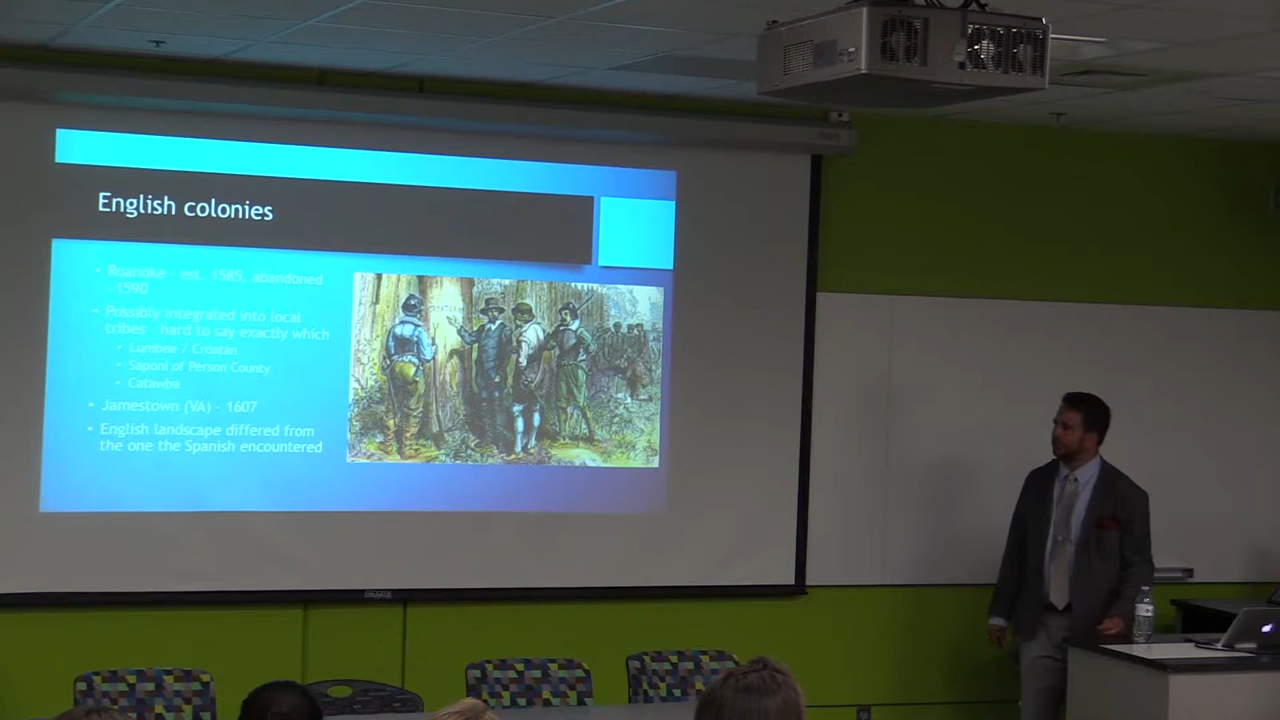 English colonies
• Roanoke - est. 1585, abandoned
~1590
• Possibly integrated into local
tribes - hard to say exactly which
• Lumbee / Croatan
• Saponi of Person County
• Catawba
• Jamestown (VA) - 1607
• English landscape differed from
the one the Spanish encountered